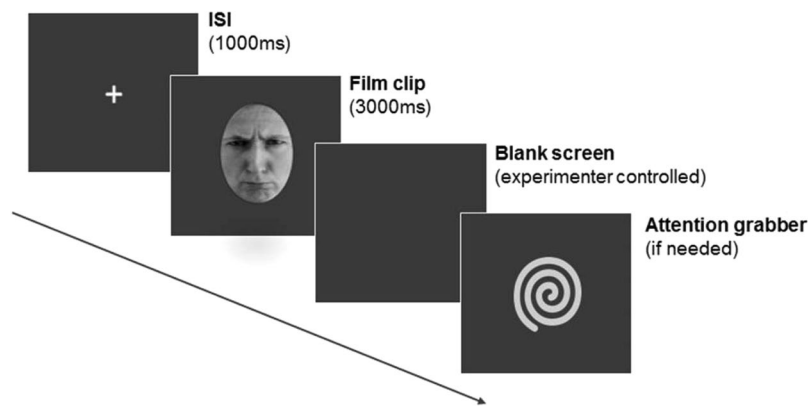 ISI
(1000ms)
Film clip
(3000ms)
Blank screen
(experimenter controlled)
Attention grabber
(if needed)